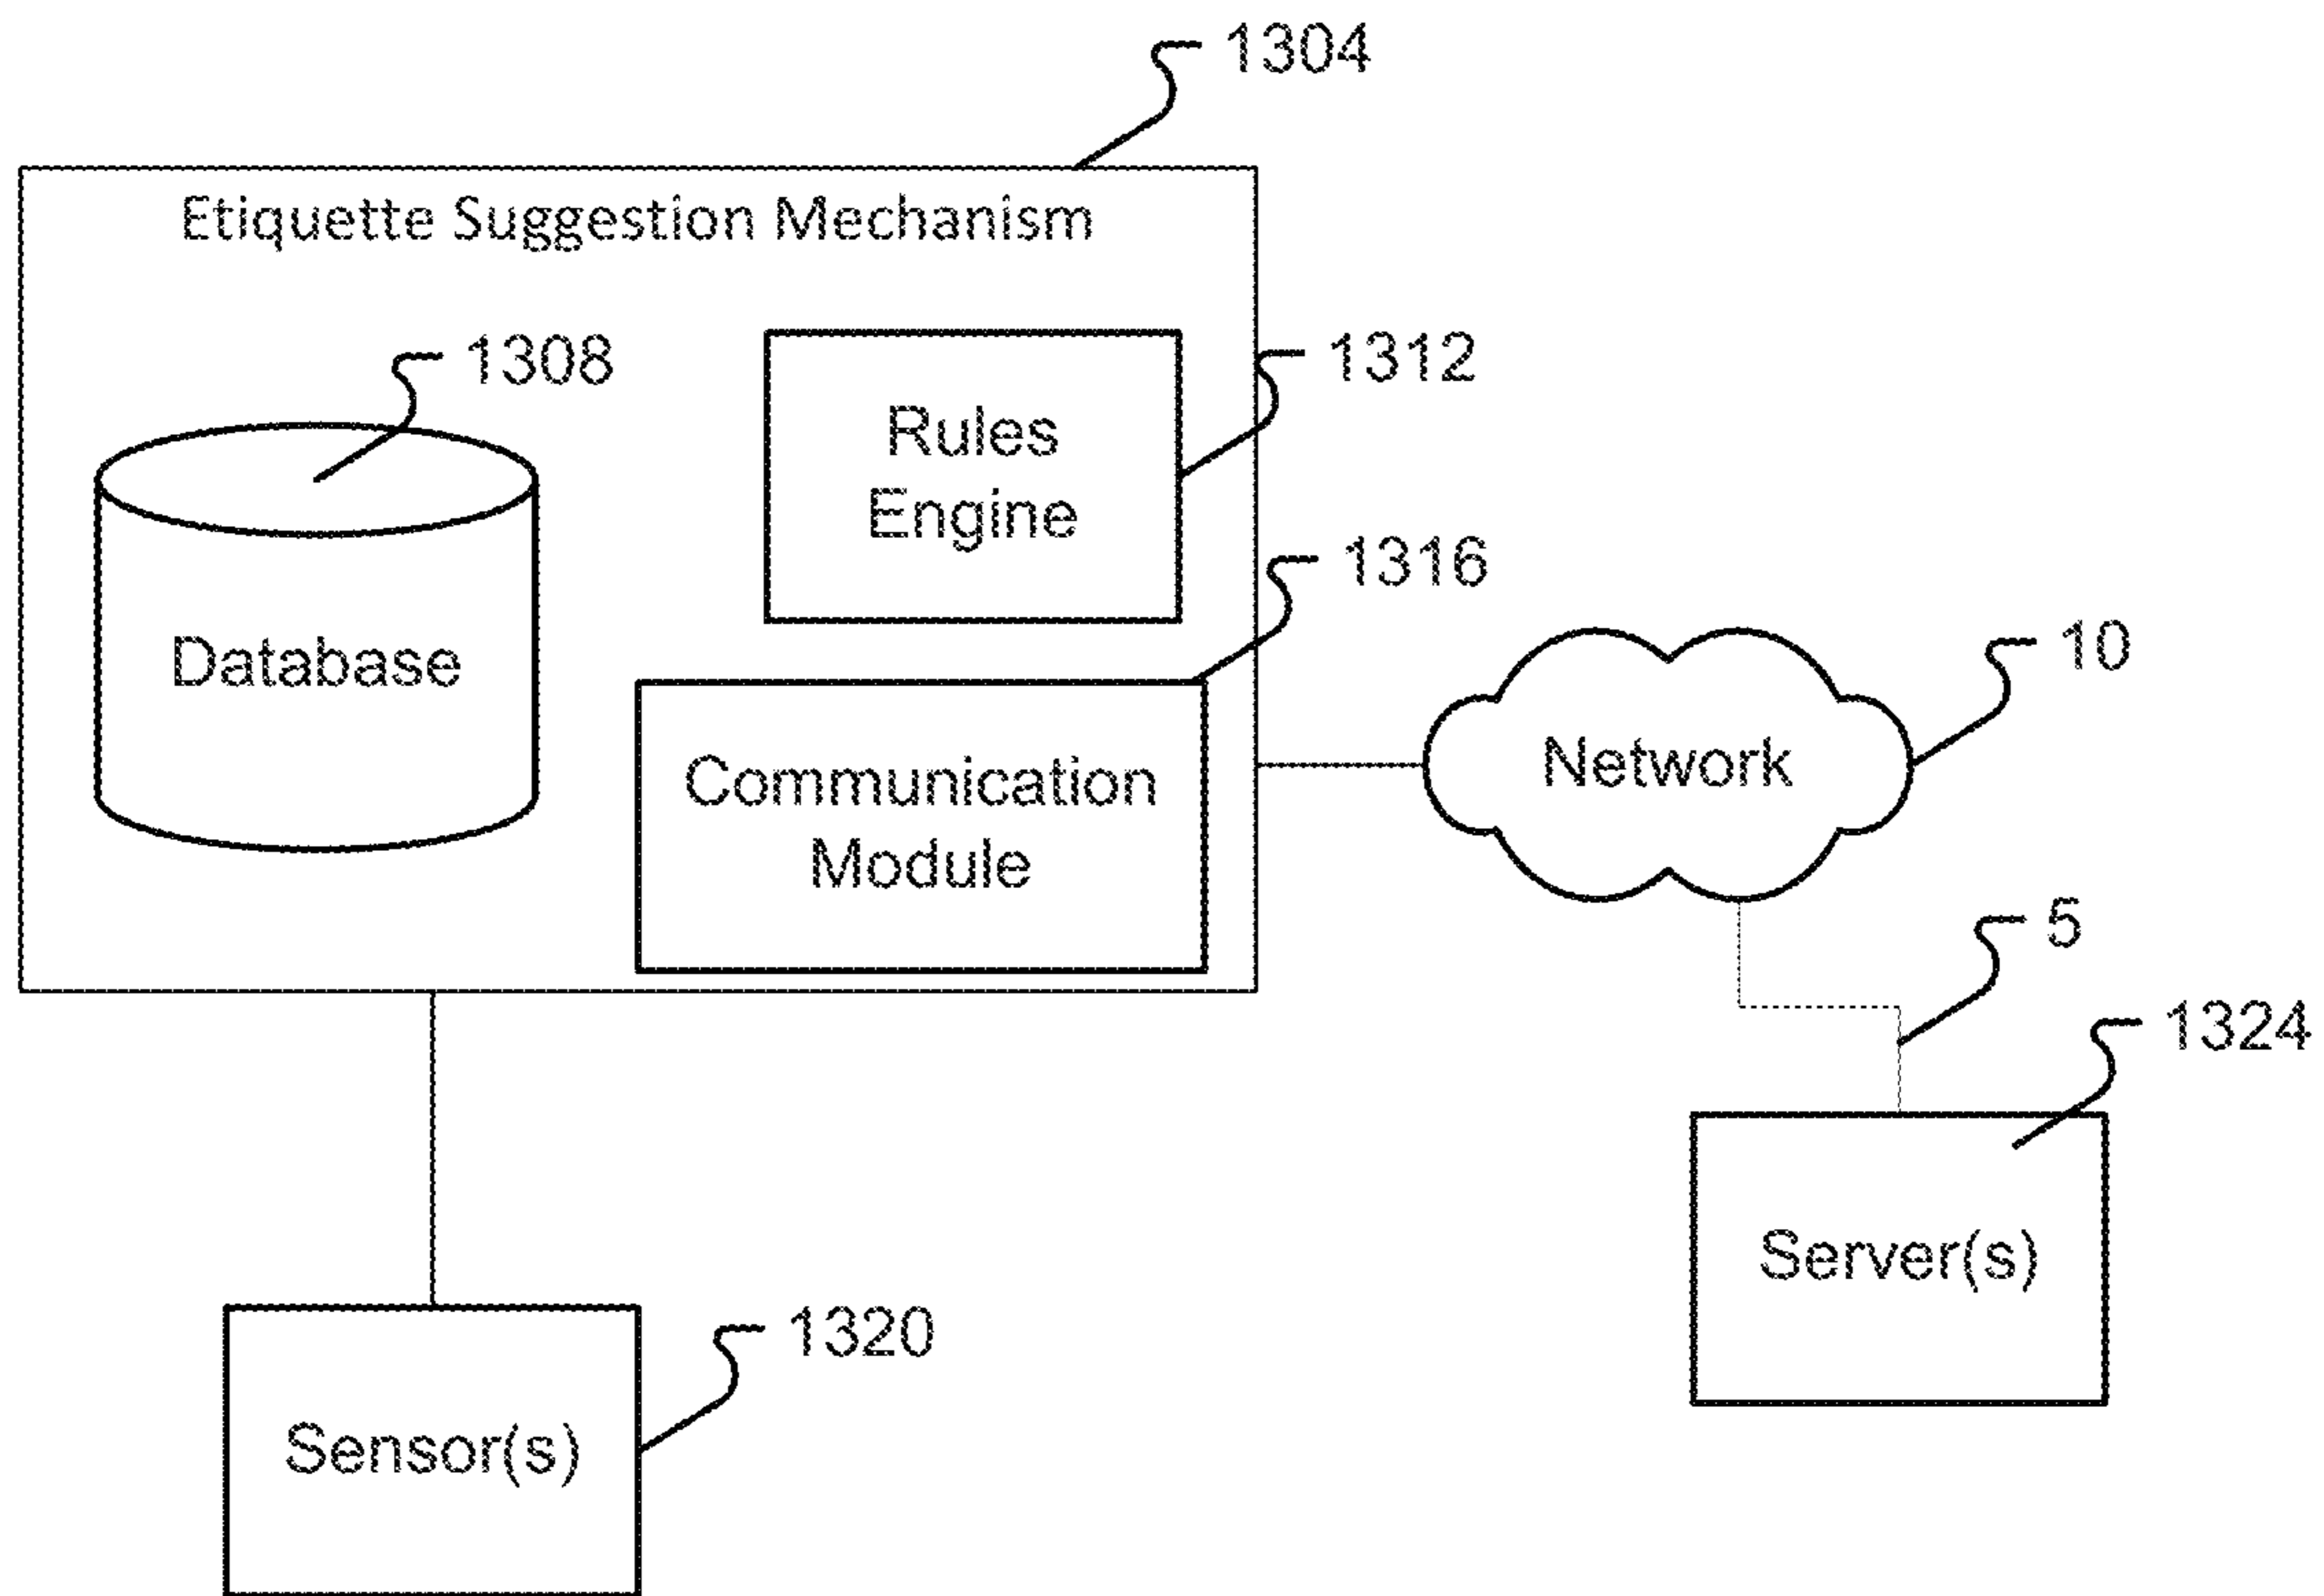 1304
Etiquette Suggestion Mechanism
1308
1312
Rules
Engine
1316
Database
10
Network
Communication
Module
5
1324
Server(s)
1320
Sensor(s)